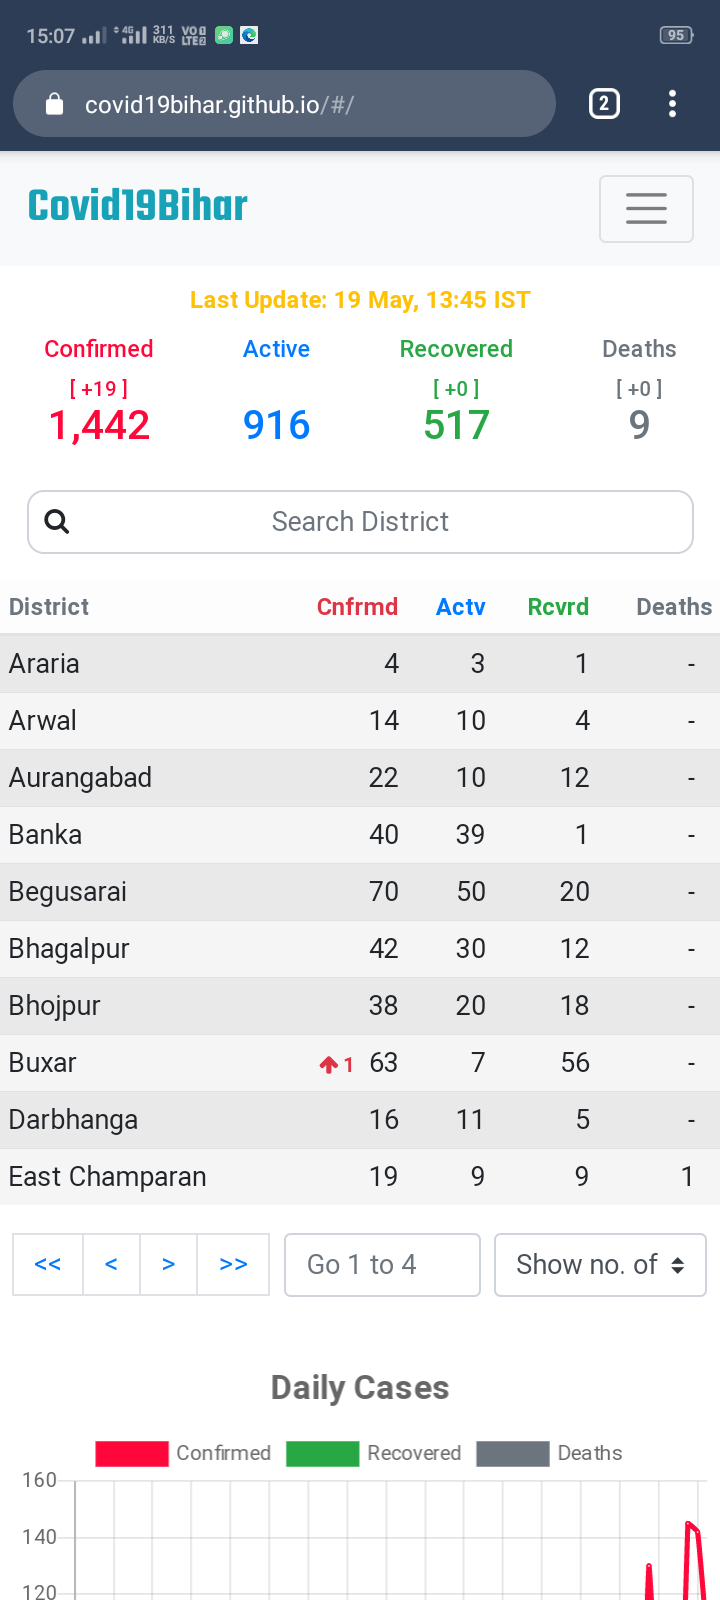 15:07 4G 311 KB/S VO LTE 95
covid19bihar.github.io/#/ 2
Covid19Bihar
Last Update: 19 May, 13:45 IST
Confirmed Active Recovered Deaths
[ +19 ] [ +0 ] [ +0 ]
1,442 916 517 9
Search District
District Cnfrmd Actv Rcvrd Deaths
Araria 4 3 1 -
Arwal 14 10 4 -
Aurangabad 22 10 12 -
Banka 40 39 1 -
Begusarai 70 50 20 -
Bhagalpur 42 30 12 -
Bhojpur 38 20 18 -
Buxar 1 63 7 56 -
Darbhanga 16 11 5 -
East Champaran 19 9 9 1
<< < > >> Go 1 to 4 Show no. of
Daily Cases
Confirmed Recovered Deaths
160
140
120